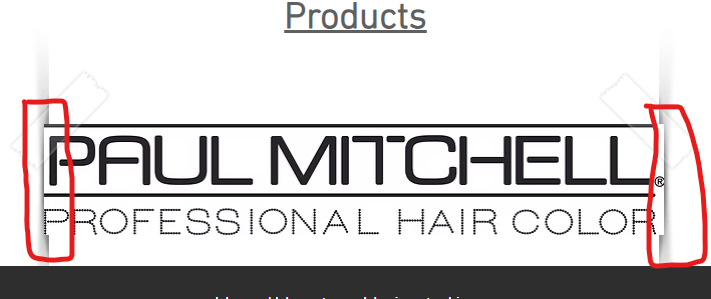 Products
PAUL MITCHELL®
PROFESSIONAL HAIR COLOR